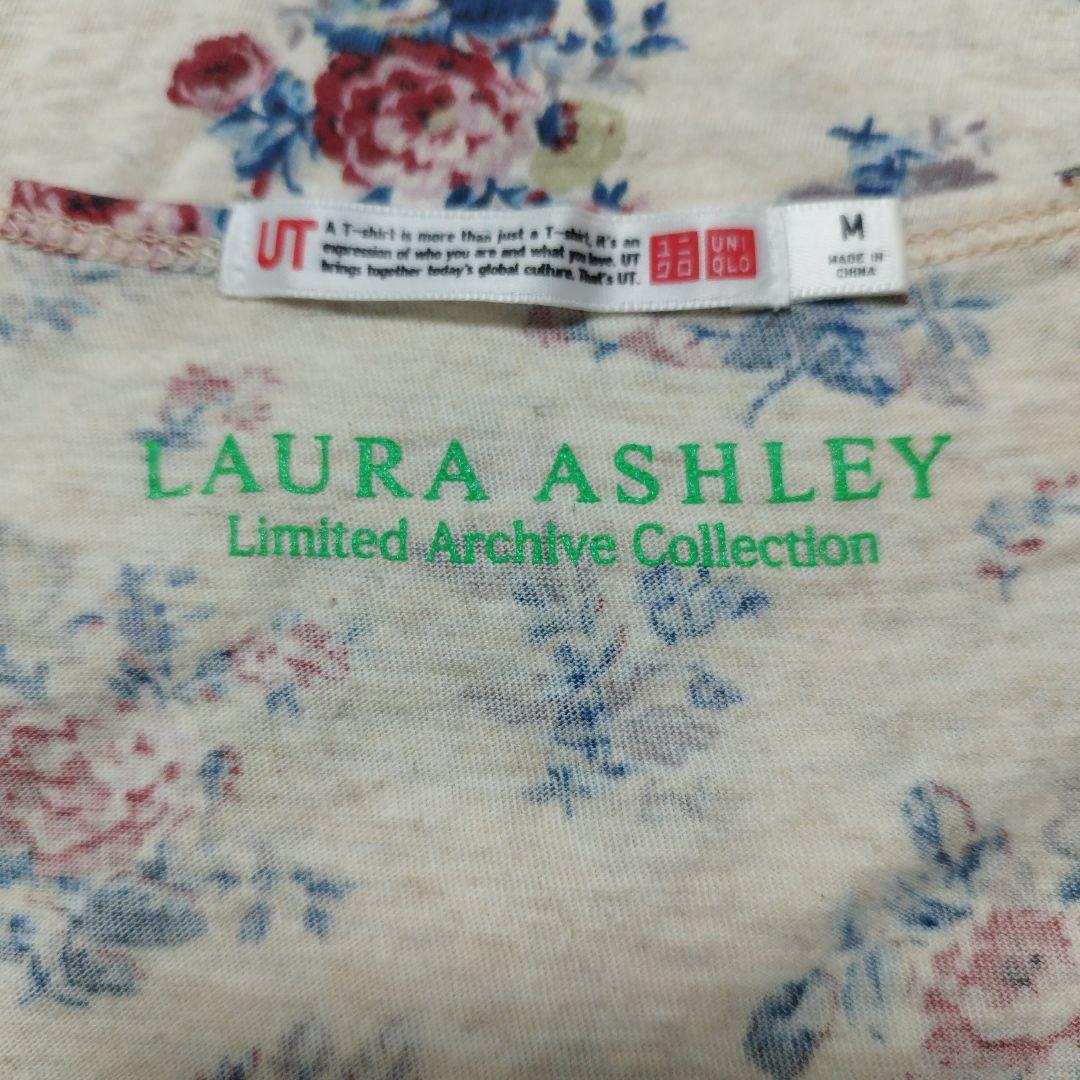 UT
A T-shirt is more than just a T-shirt, it's an
expression of who you are and what you love. UT
brings together today's global culture. That's UT.
ユニ
クロ
UNI
QLO
M
MADE IN
CHINA
LAURA ASHLEY
Limited Archive Collection